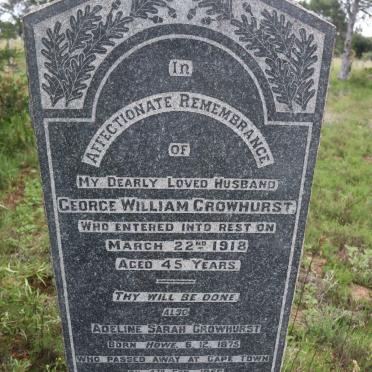 In
Affectionate Remembrance
of
My Dearly Loved Husband
George William Crowhurst
Who entered into rest on
March 22nd 1918
Aged 45 Years.
Thy will be done.
Also
Adeline Sarah Crowhurst
Born Howe. 6.12.1875
Who passed away at Cape Town